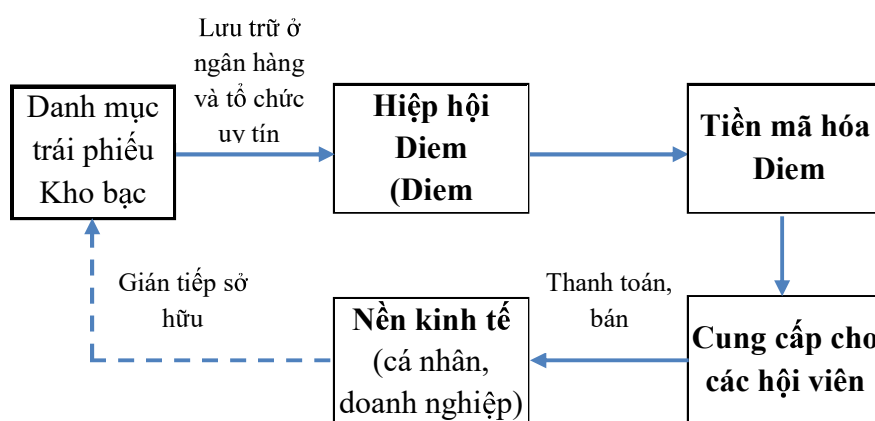 Lưu trữ ở
ngân hàng
và tổ chức
uy tín
Danh mục
trái phiếu
Kho bạc
Hiệp hội
Diem
(Diem
Tiền mã hóa
Diem
Gián tiếp sở
hữu
Nền kinh tế
(cá nhân,
doanh nghiệp)
Thanh toán,
bán
Cung cấp cho
các hội viên